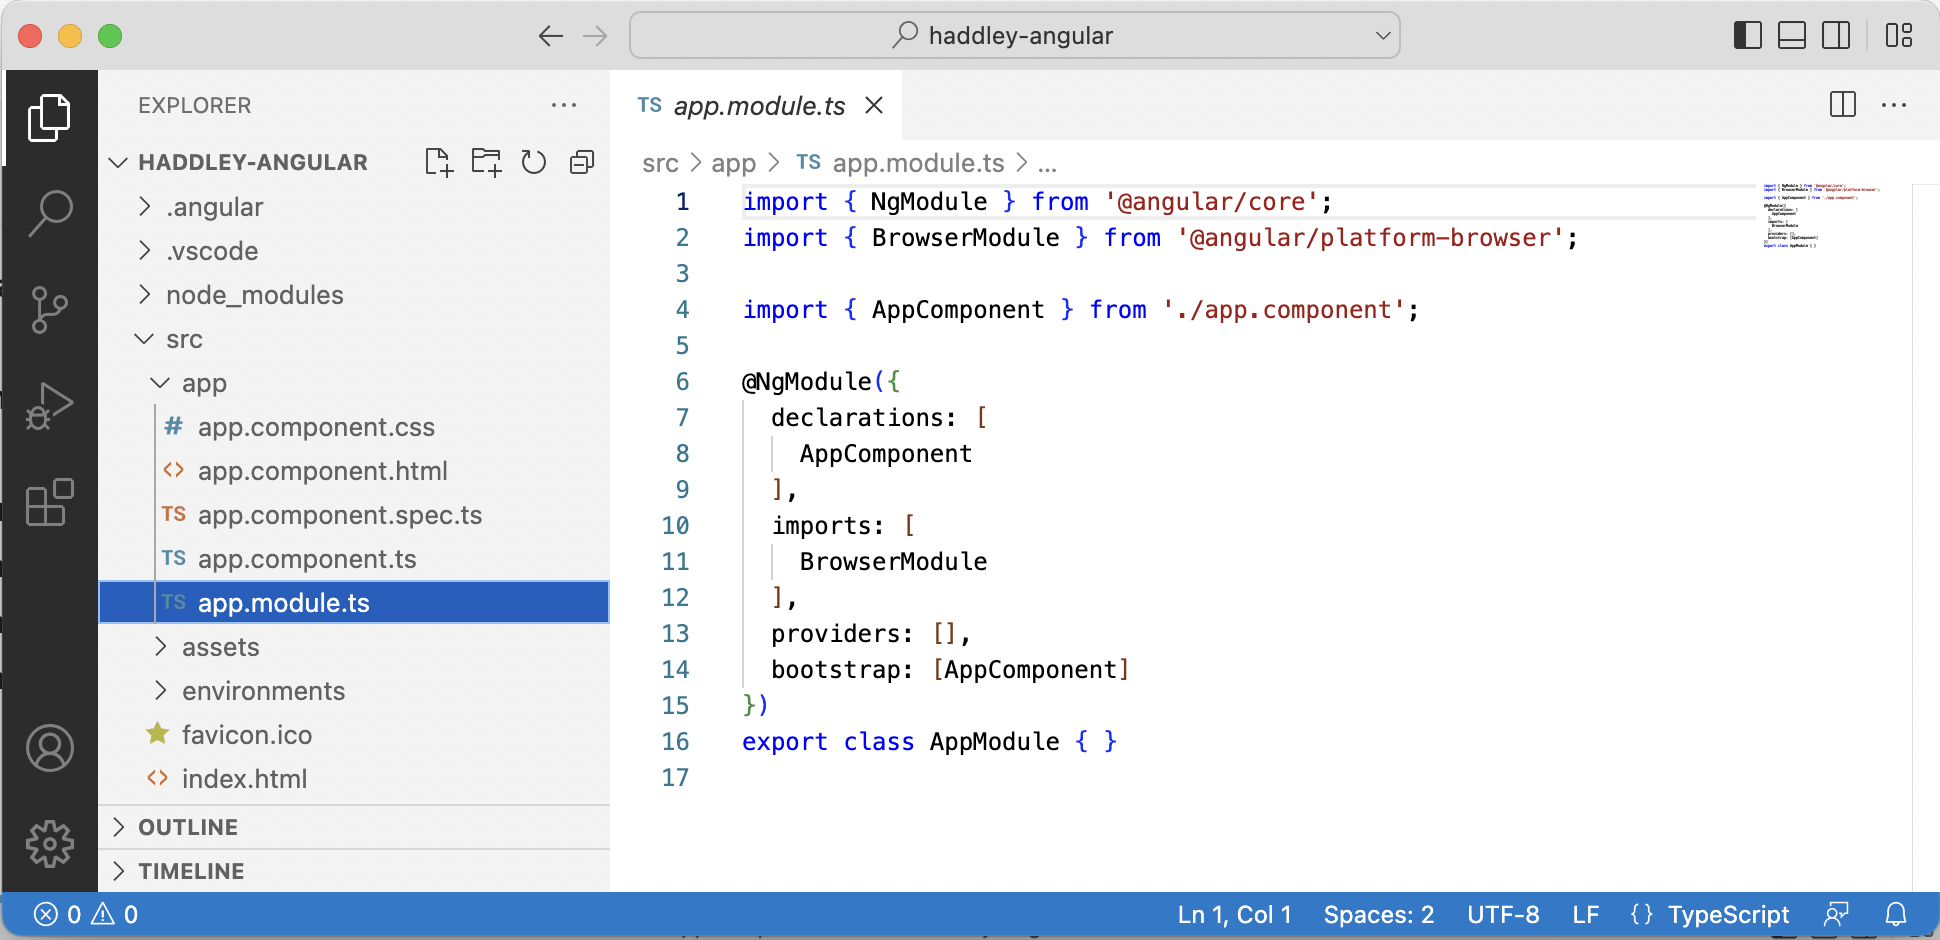 haddley-angular
EXPLORER
HADDLEY-ANGULAR
.angular
.vscode
node_modules
src
app
# app.component.css
<> app.component.html
TS app.component.spec.ts
TS app.component.ts
TS app.module.ts
assets
environments
favicon.ico
<> index.html
OUTLINE
TIMELINE
TS app.module.ts
src > app > TS app.module.ts > ...
1 import { NgModule } from '@angular/core';
2 import { BrowserModule } from '@angular/platform-browser';
3
4 import { AppComponent } from './app.component';
5
6 @NgModule({
7   declarations: [
8     AppComponent
9   ],
10   imports: [
11     BrowserModule
12   ],
13   providers: [],
14   bootstrap: [AppComponent]
15 })
16 export class AppModule { }
17
0 0
Ln 1, Col 1 Spaces: 2 UTF-8 LF {} TypeScript